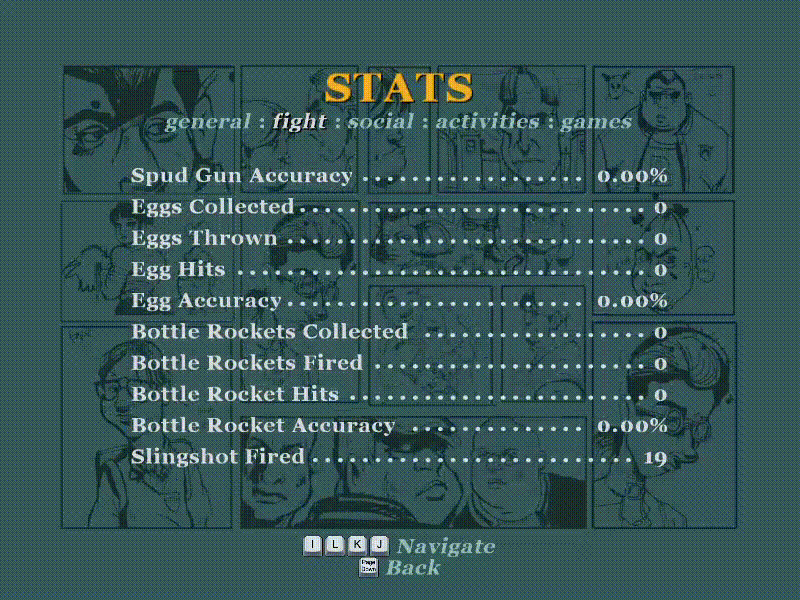 STATS
general : fight : social : activities : games
Spud Gun Accuracy . . . . . . . . . . . . . . . . . 0.00%
Eggs Collected . . . . . . . . . . . . . . . . . . . . . . . . . . 0
Eggs Thrown . . . . . . . . . . . . . . . . . . . . . . . . . . . 0
Egg Hits . . . . . . . . . . . . . . . . . . . . . . . . . . . . . . . 0
Egg Accuracy . . . . . . . . . . . . . . . . . . . . . . . 0.00%
Bottle Rockets Collected . . . . . . . . . . . . . . . . . 0
Bottle Rockets Fired . . . . . . . . . . . . . . . . . . . . . 0
Bottle Rocket Hits . . . . . . . . . . . . . . . . . . . . . . . 0
Bottle Rocket Accuracy . . . . . . . . . . . . . 0.00%
Slingshot Fired . . . . . . . . . . . . . . . . . . . . . . . . 19
I L K J Navigate
Page Down Back